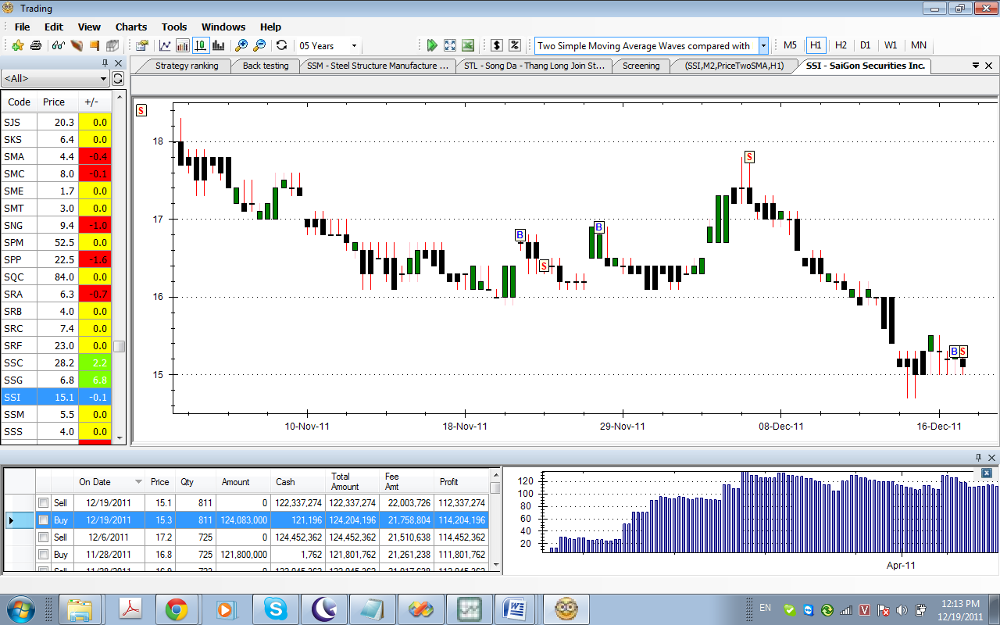 Trading
File Edit View Charts Tools Windows Help
05 Years Two Simple Moving Average Waves compared with M5 H1 H2 D1 W1 MN
<All>
Strategy ranking Back testing SSM - Steel Structure Manufacture ... STL - Song Da - Thang Long Join St... Screening (SSI,M2,PriceTwoSMA,H1) SSI - SaiGon Securities Inc.
Code Price +/-
SJS 20.3 0.0
SKS 6.4 0.0
SMA 4.4 -0.4
SMC 8.0 -0.1
SME 1.7 0.0
SMT 3.0 0.0
SNG 9.4 -1.0
SPM 52.5 0.0
SPP 22.5 -1.6
SQC 84.0 0.0
SRA 6.3 -0.7
SRB 4.0 0.0
SRC 7.4 0.0
SRF 23.0 0.0
SSC 28.2 2.2
SSG 6.8 6.8
SSI 15.1 -0.1
SSM 5.5 0.0
SSS 4.0 0.0
S
18
17
16
15
S
B
B
S
B S
10-Nov-11 18-Nov-11 29-Nov-11 08-Dec-11 16-Dec-11
On Date Price Qty Amount Cash Total Amount Fee Amt Profit
Sell 12/19/2011 15.1 811 0 122,337,274 122,337,274 22,003,726 112,337,274
Buy 12/19/2011 15.3 811 124,083,000 121,196 124,204,196 21,758,804 114,204,196
Sell 12/6/2011 17.2 725 0 124,452,362 124,452,362 21,510,638 114,452,362
Buy 11/28/2011 16.8 725 121,800,000 1,762 121,801,762 21,261,238 111,801,762
120
100
80
60
40
20
Apr-11
EN
12:13 PM
12/19/2011